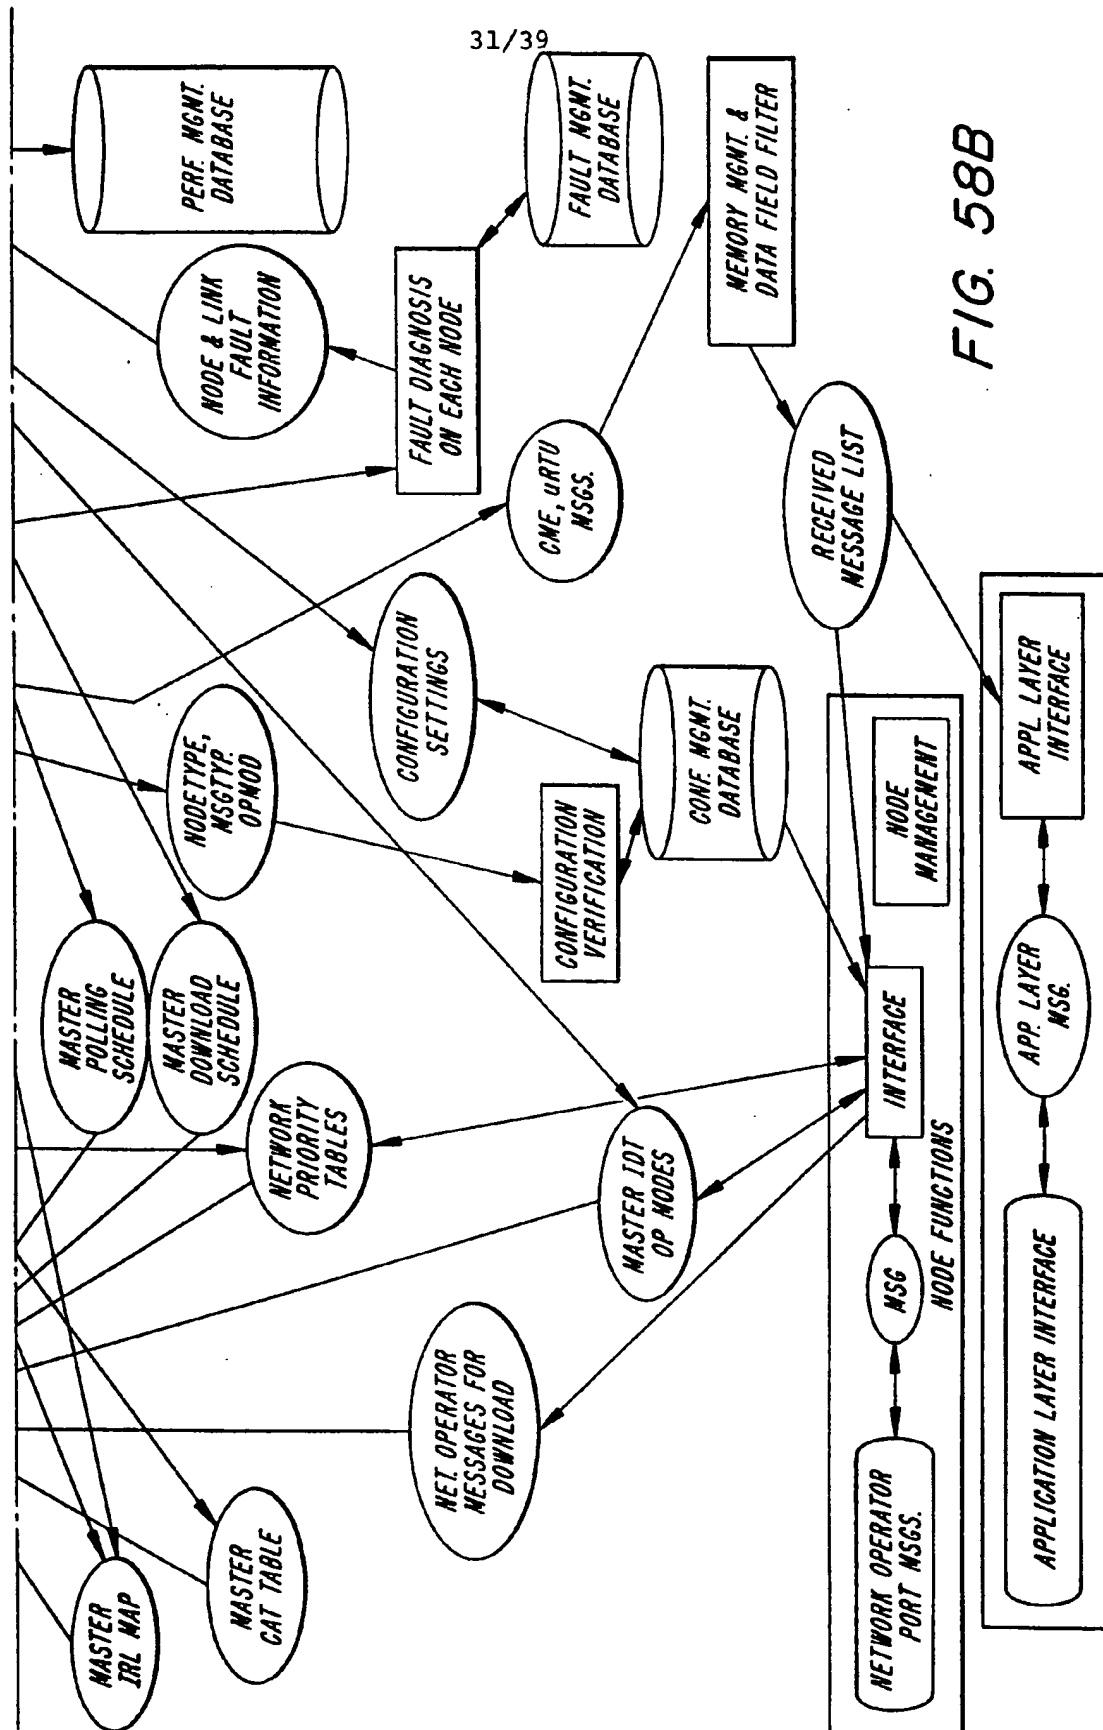 31/39
PERF. MGMT.
DATABASE
NODE & LINK
FAULT
INFORMATION
FAULT DIAGNOSIS
ON EACH NODE
FAULT MGMT.
DATABASE
MEMORY MGMT. &
DATA FIELD FILTER
CME, uRTU
MSGS.
RECEIVED
MESSAGE LIST
CONFIGURATION
SETTINGS
NODETYPE,
MSGTYP.
OPMOD
CONFIGURATION
VERIFICATION
CONF. MGMT.
DATABASE
MASTER
POLLING
SCHEDULE
MASTER
DOWNLOAD
SCHEDULE
NETWORK
PRIORITY
TABLES
MASTER IDT
OP MODES
NET. OPERATOR
MESSAGES FOR
DOWNLOAD
MASTER
IRL MAP
MASTER
CAT TABLE
NODE
MANAGEMENT
INTERFACE
MSG
NETWORK OPERATOR
PORT MSGS.
NODE FUNCTIONS
APPL. LAYER
INTERFACE
APP. LAYER
MSG.
APPLICATION LAYER INTERFACE
FIG. 58B